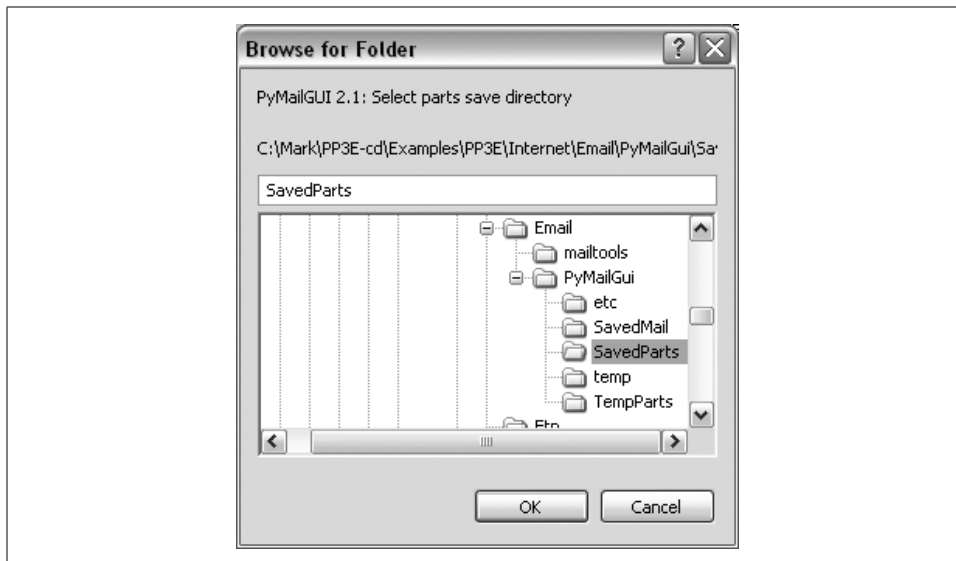 Browse for Folder
PyMailGUI 2.1: Select parts save directory
C:\Mark\PP3E-cd\Examples\PP3E\Internet\Email\PyMailGui\Sa
SavedParts
Email
mailtools
PyMailGui
etc
SavedMail
SavedParts
temp
TempParts
Ftp
OK
Cancel